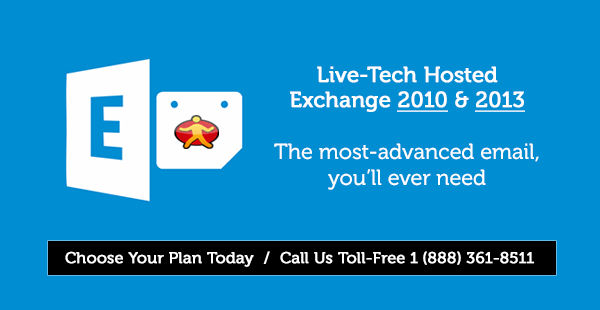 E
Live-Tech Hosted
Exchange 2010 & 2013
The most-advanced email,
you'll ever need
Choose Your Plan Today / Call Us Toll-Free 1 (888) 361-8511